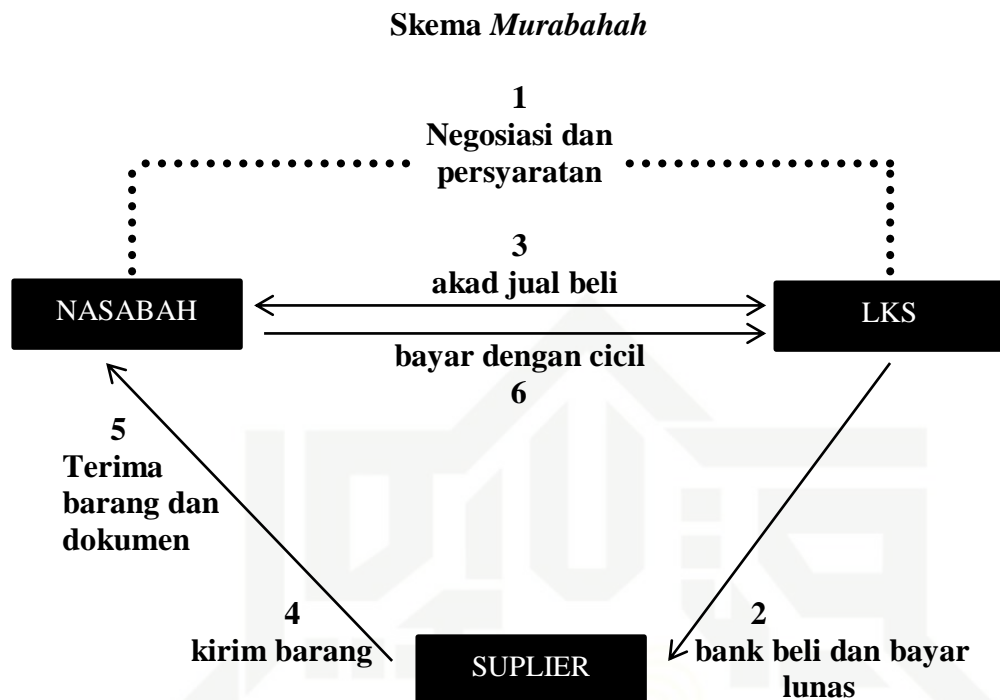 Skema Murabahah
1
Negosiasi dan
persyaratan
3
akad jual beli
NASABAH
LKS
bayar dengan cicil
6
5
Terima
barang dan
dokumen
4
kirim barang
SUPLIER
2
bank beli dan bayar
lunas